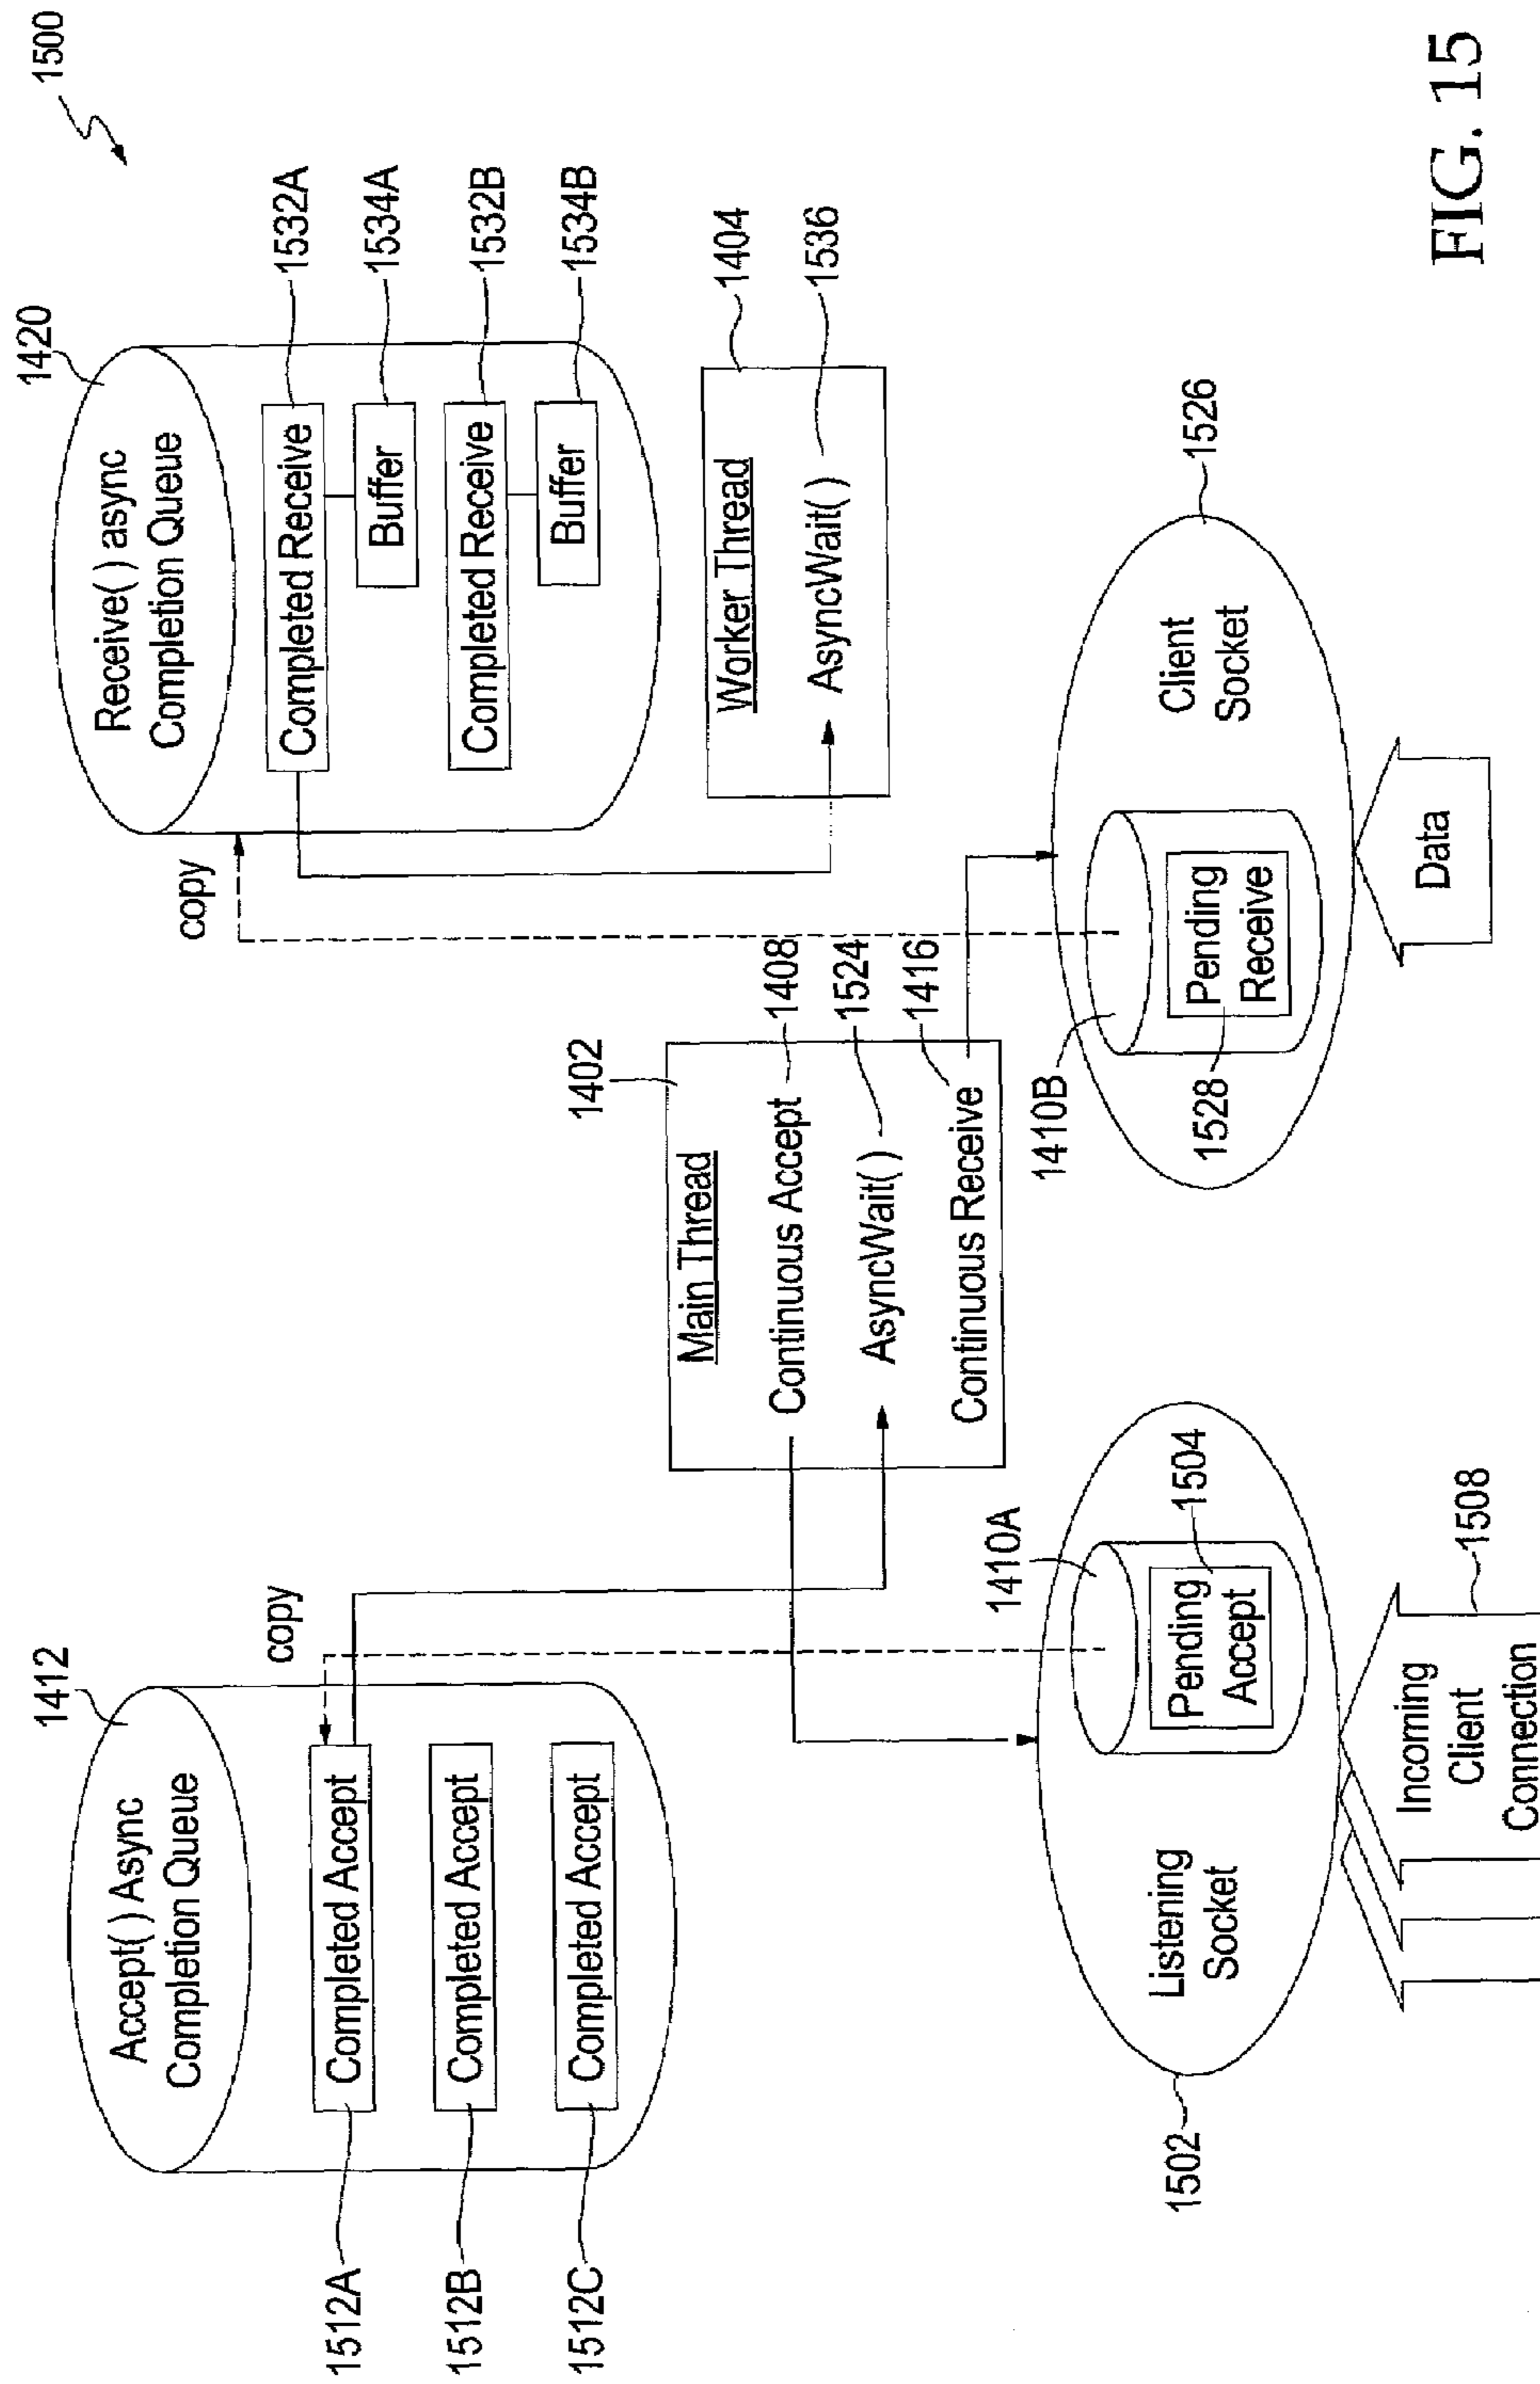 1500
1412
Accept( ) Async
Completion Queue
Completed Accept
Completed Accept
Completed Accept
1512A
1512B
1512C
copy
1420
Receive( ) async
Completion Queue
Completed Receive
Buffer
Completed Receive
Buffer
1532A
1534A
1532B
1534B
copy
1402
Main Thread
Continuous Accept
1408
AsyncWait( )
1524
Continuous Receive
1416
1404
Worker Thread
AsyncWait( )
1536
1502
Listening
Socket
1410A
Pending
Accept
1504
Incoming
Client
Connection
1508
1410B
Pending
Receive
1528
Client
Socket
1526
Data
FIG. 15